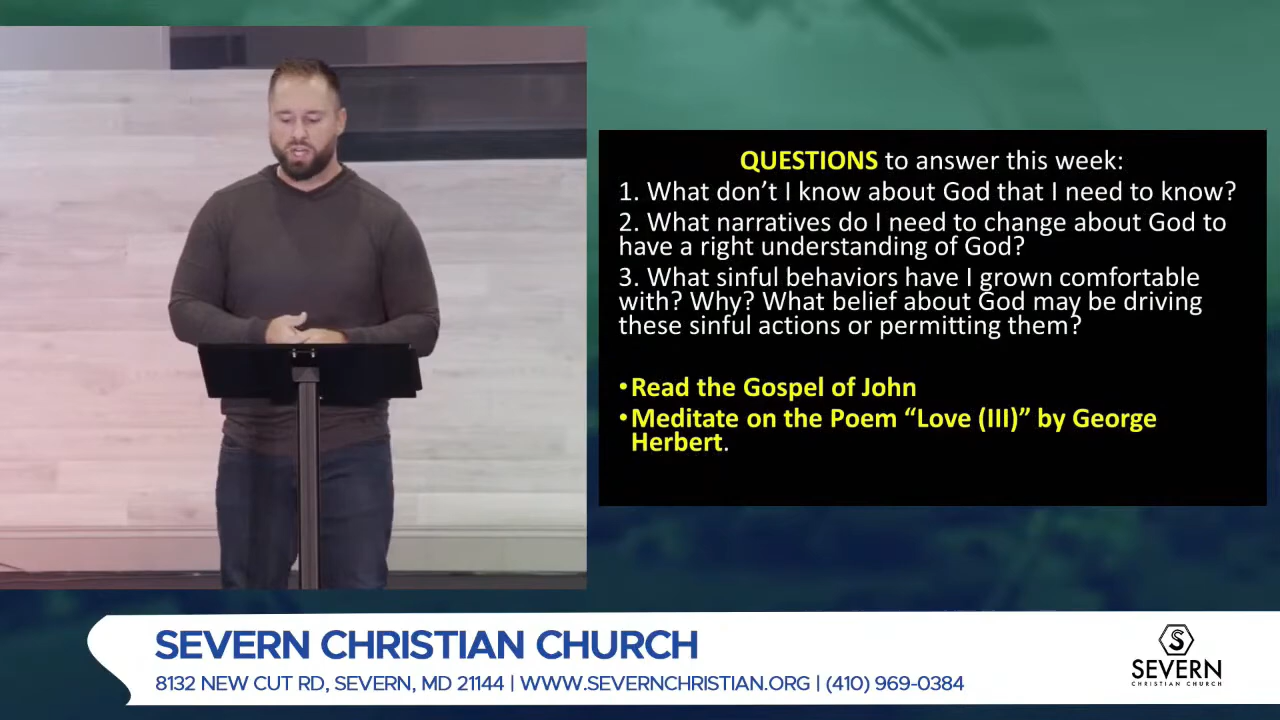 QUESTIONS to answer this week:
1. What don’t I know about God that I need to know?
2. What narratives do I need to change about God to
have a right understanding of God?
3. What sinful behaviors have I grown comfortable
with? Why? What belief about God may be driving
these sinful actions or permitting them?
•Read the Gospel of John
•Meditate on the Poem “Love (III)” by George
Herbert.
SEVERN CHRISTIAN CHURCH
8132 NEW CUT RD, SEVERN, MD 21144 | WWW.SEVERNCHRISTIAN.ORG | (410) 969-0384
S
SEVERN
CHRISTIAN CHURCH